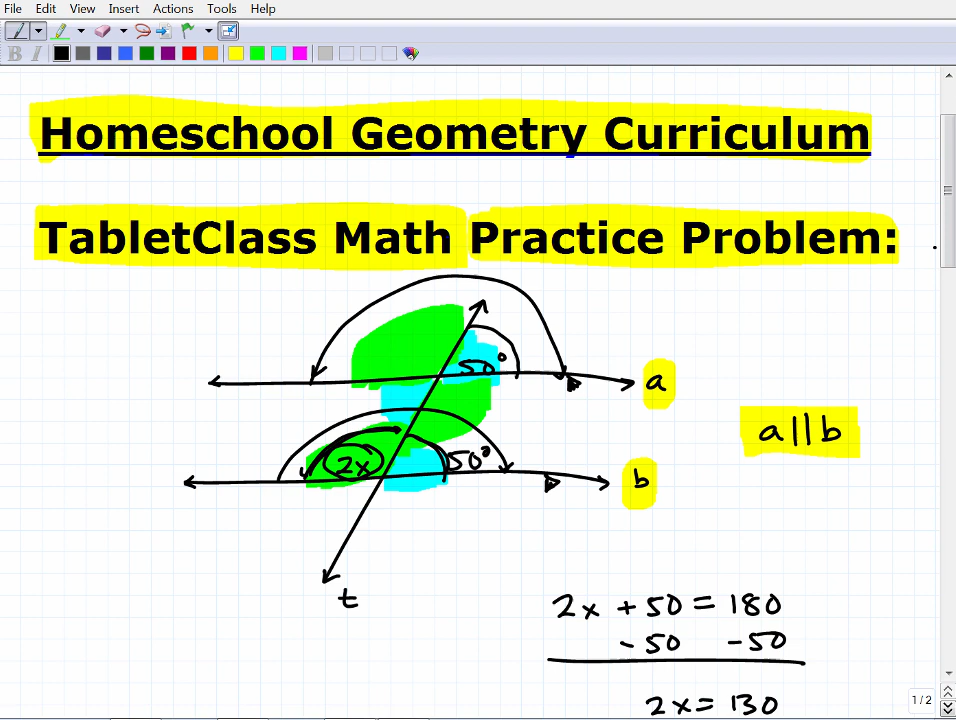 File Edit View Insert Actions Tools Help
B I
Homeschool Geometry Curriculum
TabletClass Math Practice Problem:
50°
a
a || b
2x 50°
b
t
2x + 50 = 180
- 50 - 50
2x = 130
1 / 2